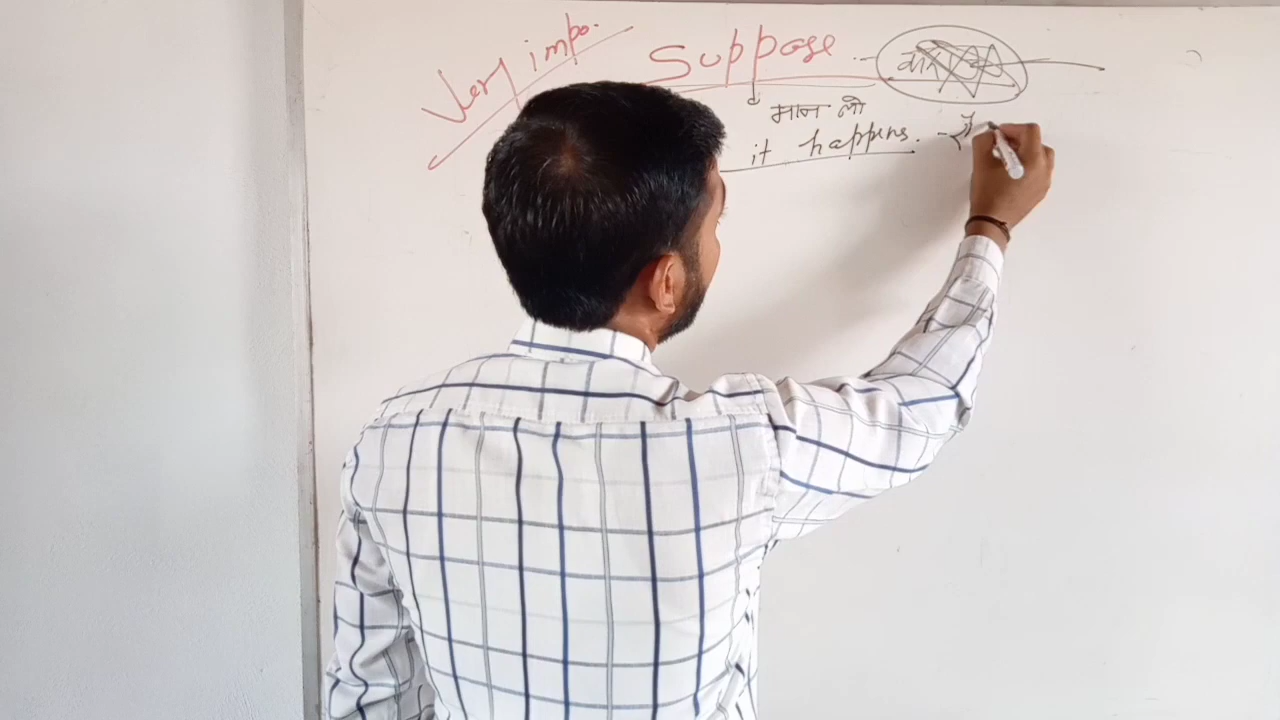 Very impo.
Suppose -
मान लो
it happens. -